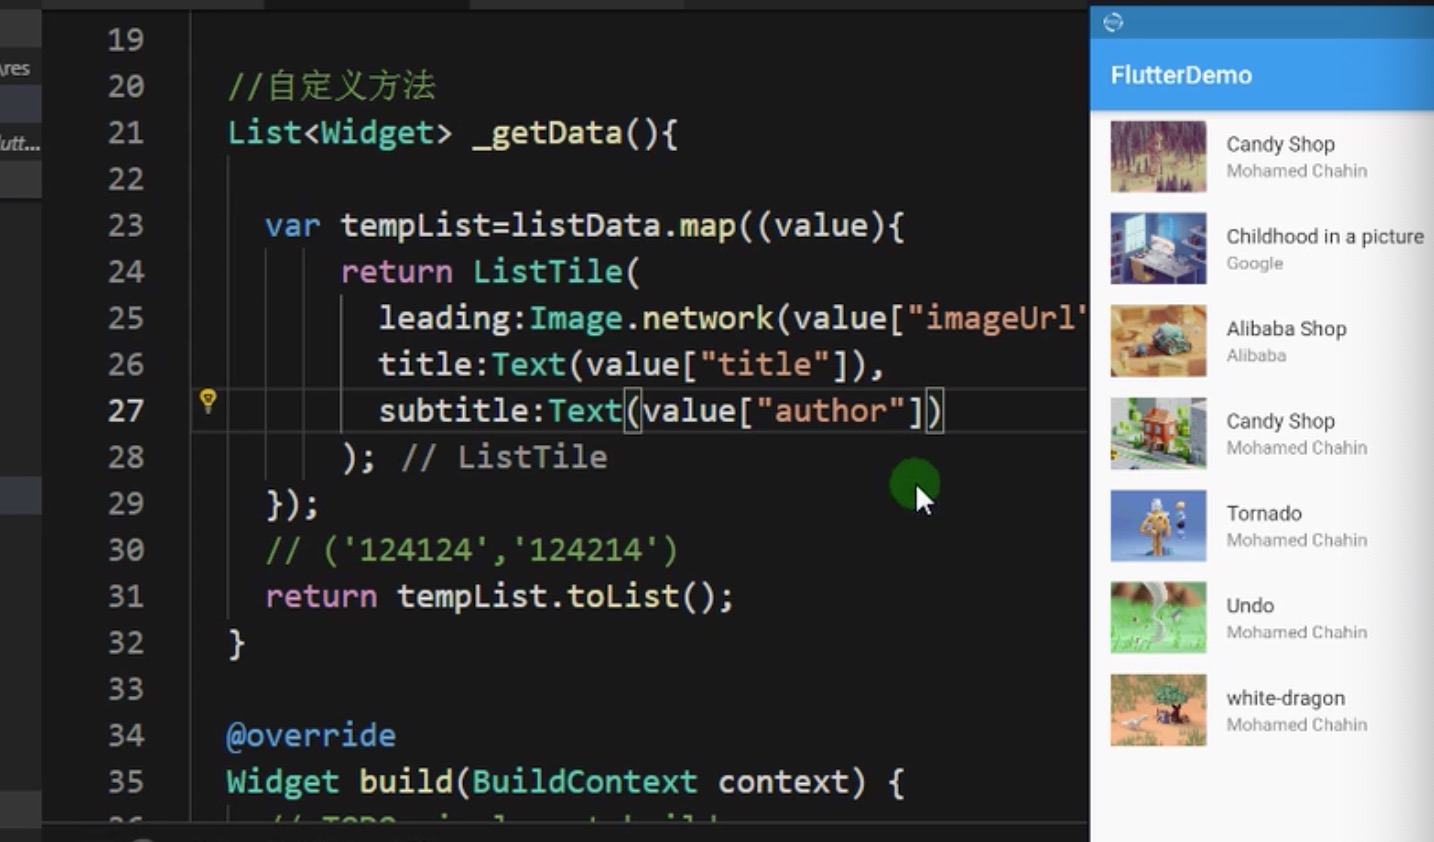 \res
utt...
19
20 //自定义方法
21 List<Widget> _getData(){
22
23 var tempList=listData.map((value){
24 return ListTile(
25 leading:Image.network(value["imageUrl"
26 title:Text(value["title"]),
27 subtitle:Text(value["author"])
28 ); // ListTile
29 });
30 // ('124124','124214')
31 return tempList.toList();
32 }
33
34 @override
35 Widget build(BuildContext context) {
FlutterDemo
Candy Shop
Mohamed Chahin
Childhood in a picture
Google
Alibaba Shop
Alibaba
Candy Shop
Mohamed Chahin
Tornado
Mohamed Chahin
Undo
Mohamed Chahin
white-dragon
Mohamed Chahin